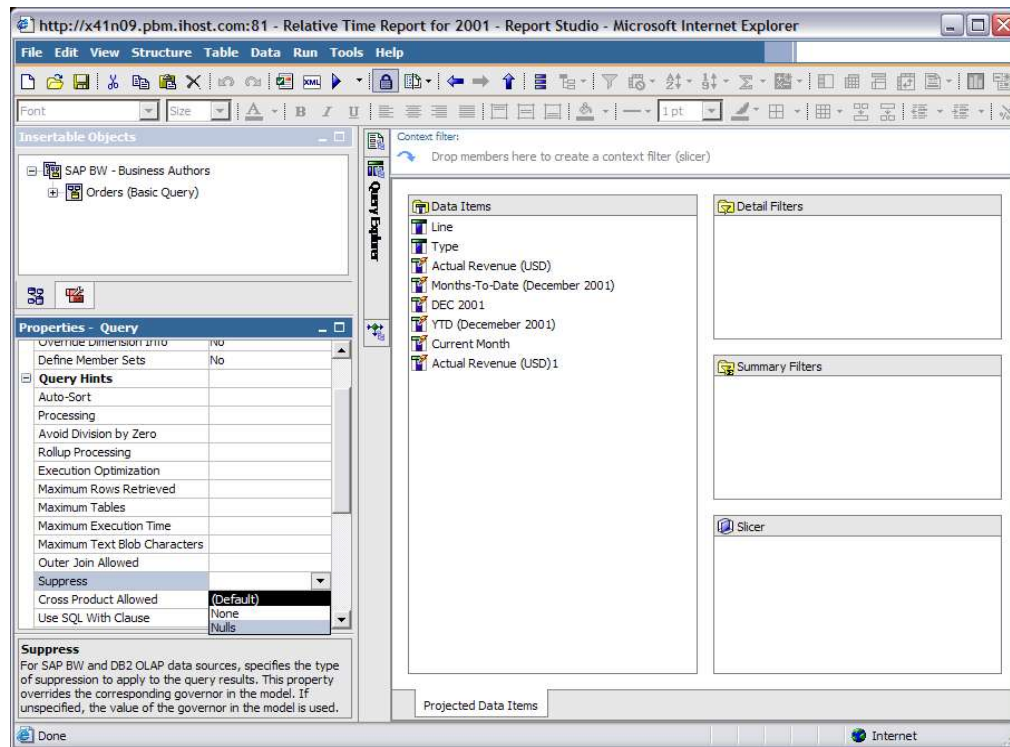 http://x41n09.pbm.ihost.com:81 - Relative Time Report for 2001 - Report Studio - Microsoft Internet Explorer
File Edit View Structure Table Data Run Tools Help
XML
Font Size A B I U 1 pt
Insertable Objects
SAP BW - Business Authors
Orders (Basic Query)
Query Explorer
Context filter:
Drop members here to create a context filter (slicer)
Data Items
Line
Type
Actual Revenue (USD)
Months-To-Date (December 2001)
DEC 2001
YTD (Decemeber 2001)
Current Month
Actual Revenue (USD)1
Projected Data Items
Detail Filters
Summary Filters
Slicer
Properties - Query
Override Dimension Info No
Define Member Sets No
Query Hints
Auto-Sort
Processing
Avoid Division by Zero
Rollup Processing
Execution Optimization
Maximum Rows Retrieved
Maximum Tables
Maximum Execution Time
Maximum Text Blob Characters
Outer Join Allowed
Suppress
Cross Product Allowed (Default)
None
Use SQL With Clause Nulls
Suppress
For SAP BW and DB2 OLAP data sources, specifies the type
of suppression to apply to the query results. This property
overrides the corresponding governor in the model. If
unspecified, the value of the governor in the model is used.
Done Internet